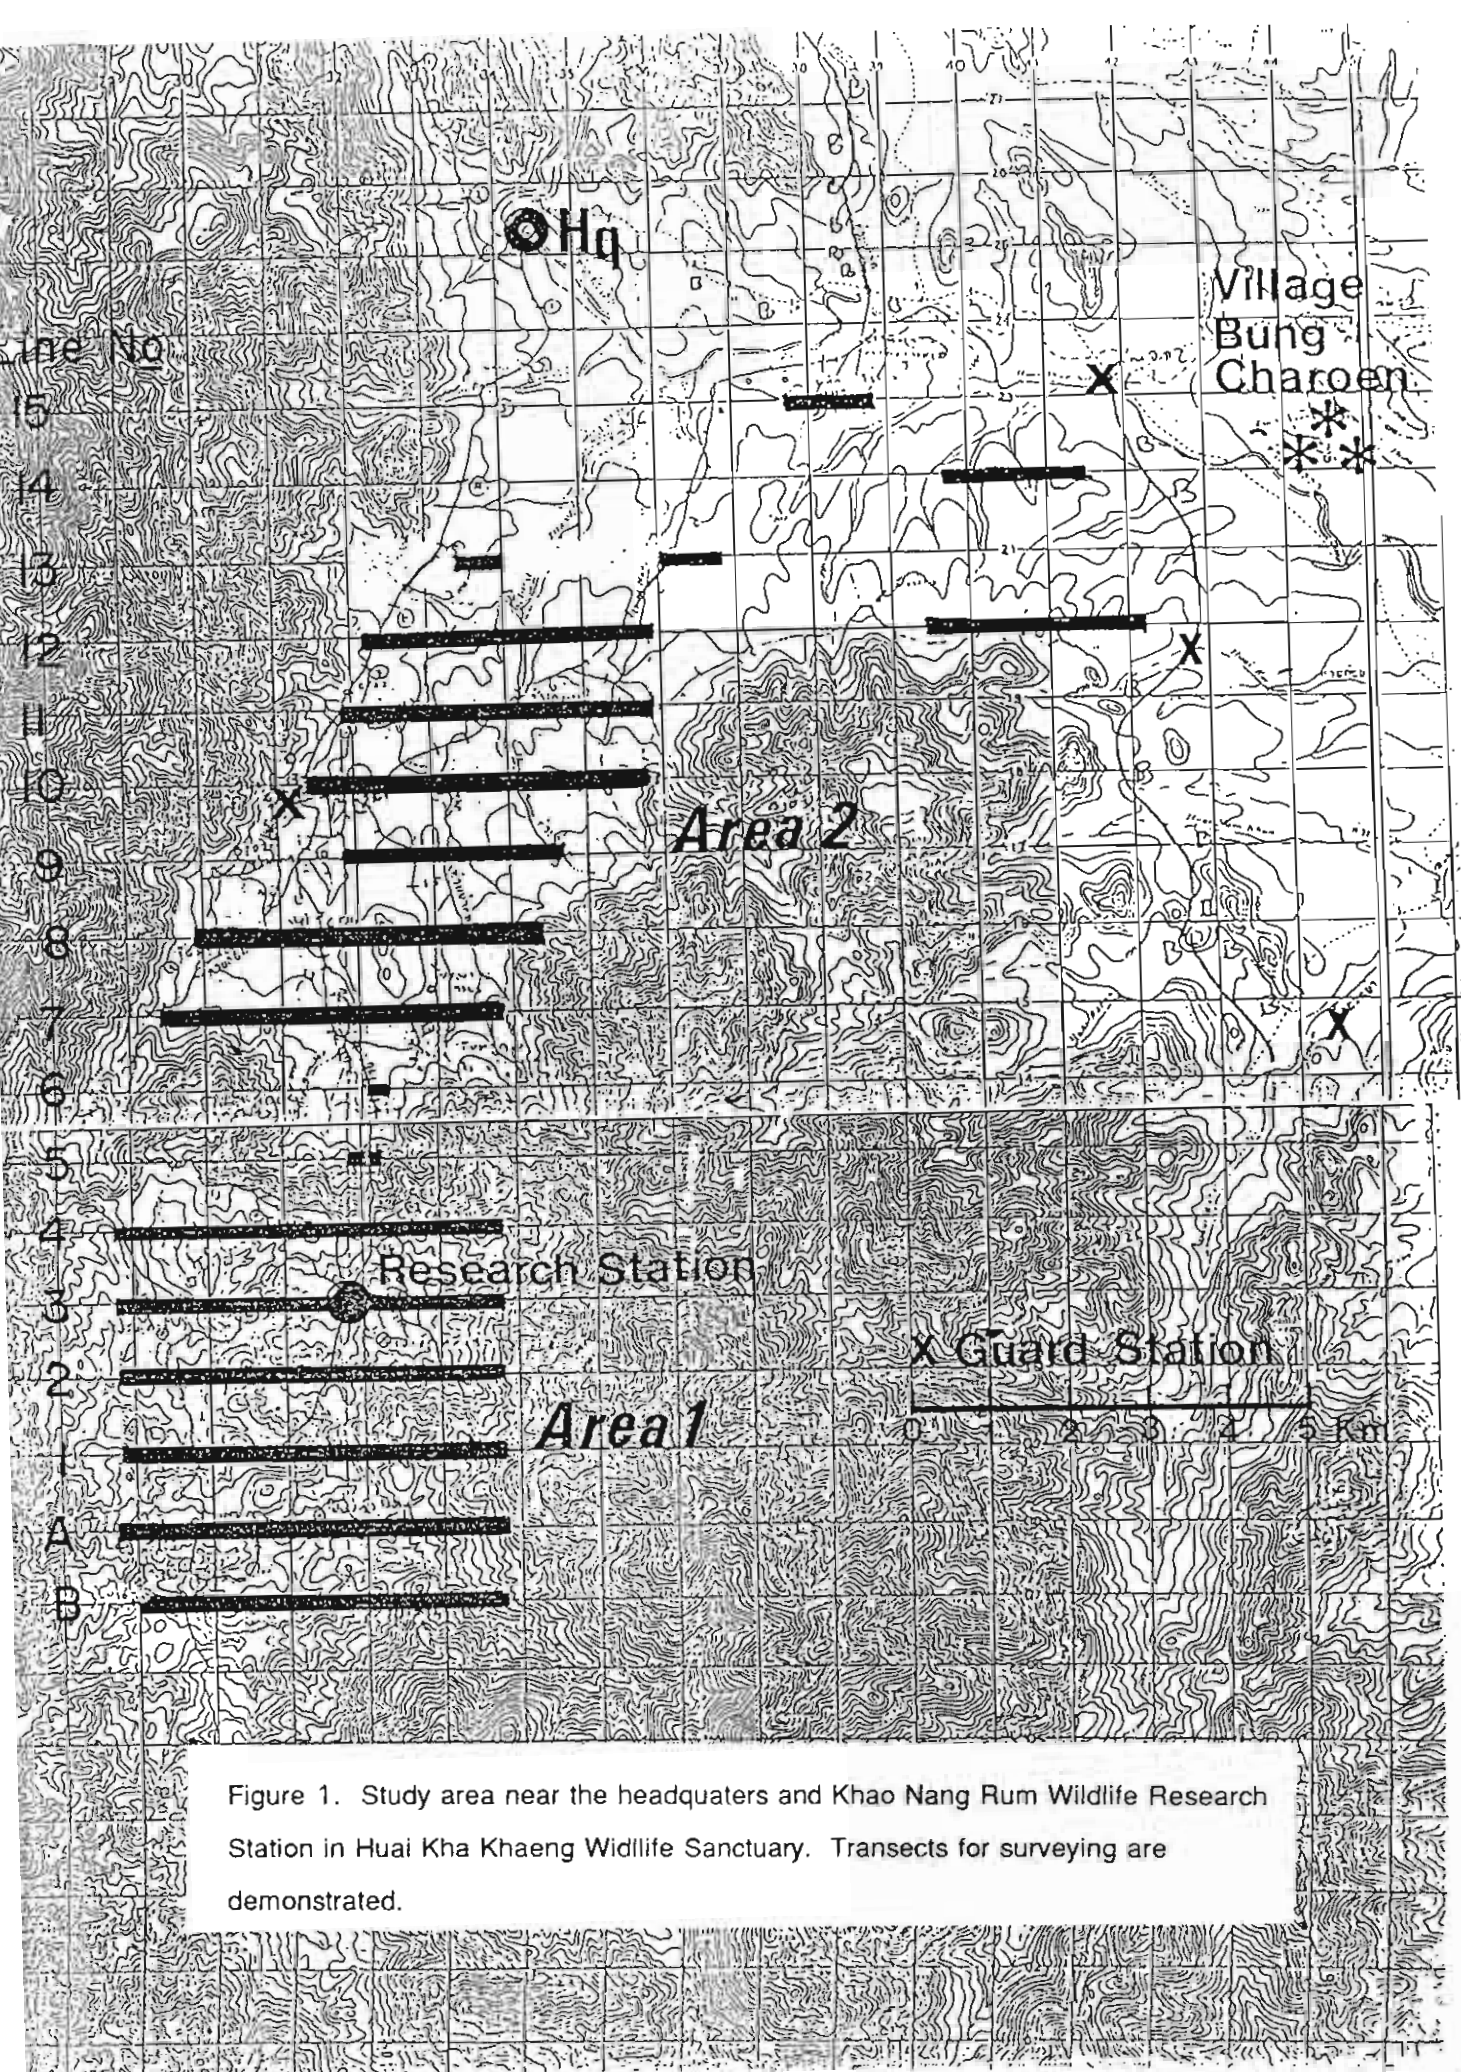 Hq
Village
Bung
Charoen
Line No
15
14
13
12
11
10
9
8
7
6
5
4
3
2
1
A
B
Area 2
Research Station
X Guard Station
0 1 2 3 4 5 Km
Area 1
Figure 1. Study area near the headquaters and Khao Nang Rum Wildlife Research
Station in Huai Kha Khaeng Widllife Sanctuary. Transects for surveying are
demonstrated.